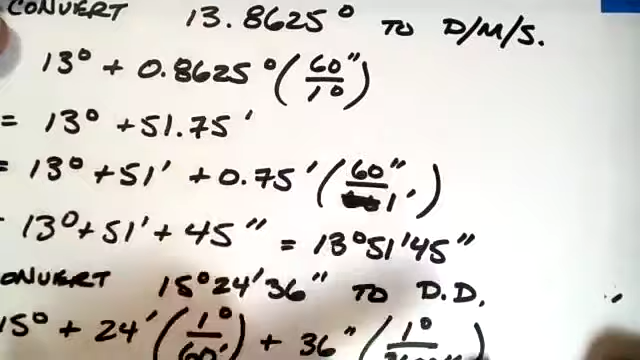 CONVERT 13.8625° TO D/M/S.
13° + 0.8625° (60"/1°)
= 13° + 51.75'
= 13° + 51' + 0.75' (60"/1')
13° + 51' + 45" = 13°51'45"
CONVERT 15°24'36" TO D.D.
15° + 24' (1°/60') + 36" (1°/3600")